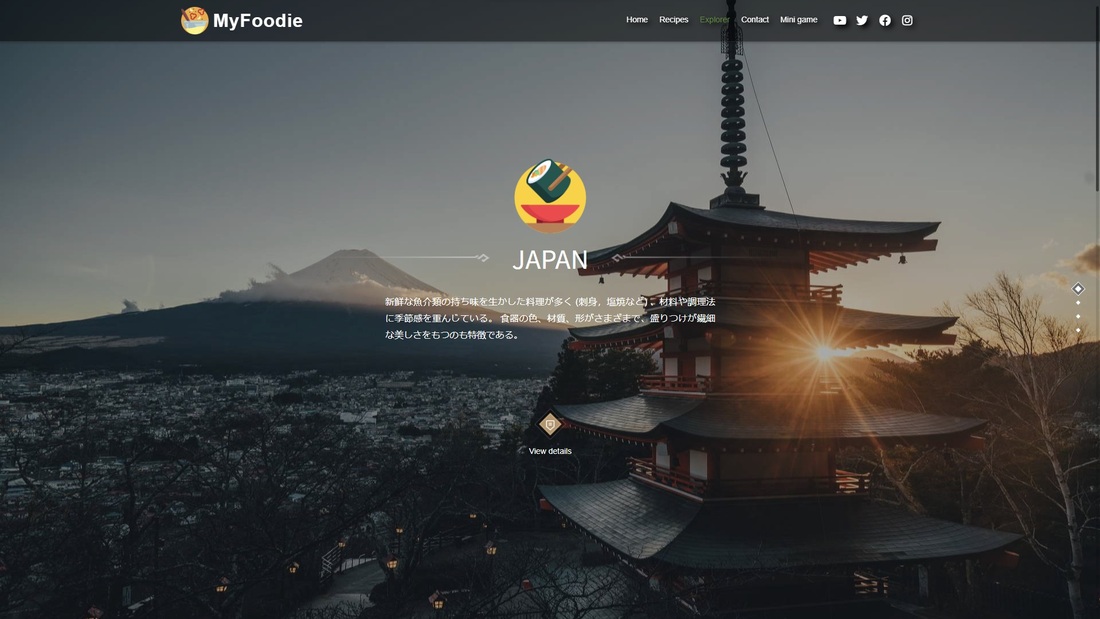 MyFoodie
Home Recipes Explorer Contact Mini game
JAPAN
新鮮な魚介類の持ち味を生かした料理が多く (刺身，塩焼など) 。材料や調理法
に季節感を重んじている。 食器の色、材質、形がさまざまで、盛りつけが繊細
な美しさをもつのも特徴である。
View details